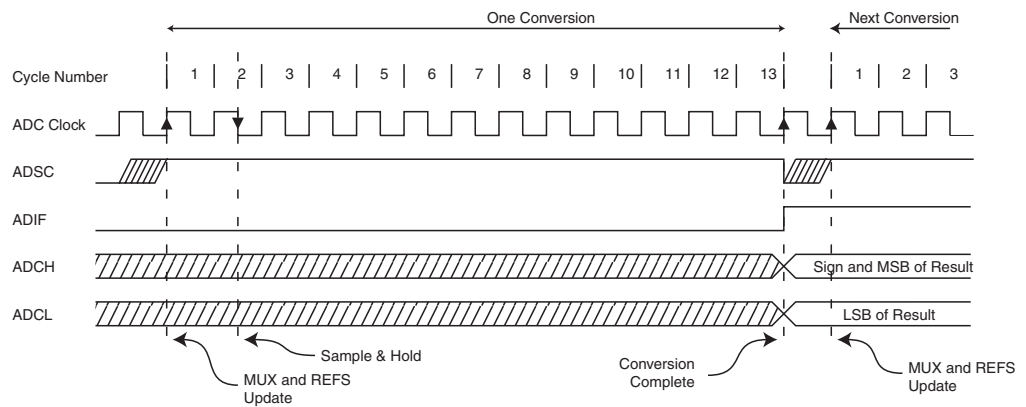 One Conversion
Next Conversion
Cycle Number 1 2 3 4 5 6 7 8 9 10 11 12 13 1 2 3
ADC Clock
ADSC
ADIF
ADCH
Sign and MSB of Result
ADCL
LSB of Result
Sample & Hold
MUX and REFS
Update
Conversion
Complete
MUX and REFS
Update